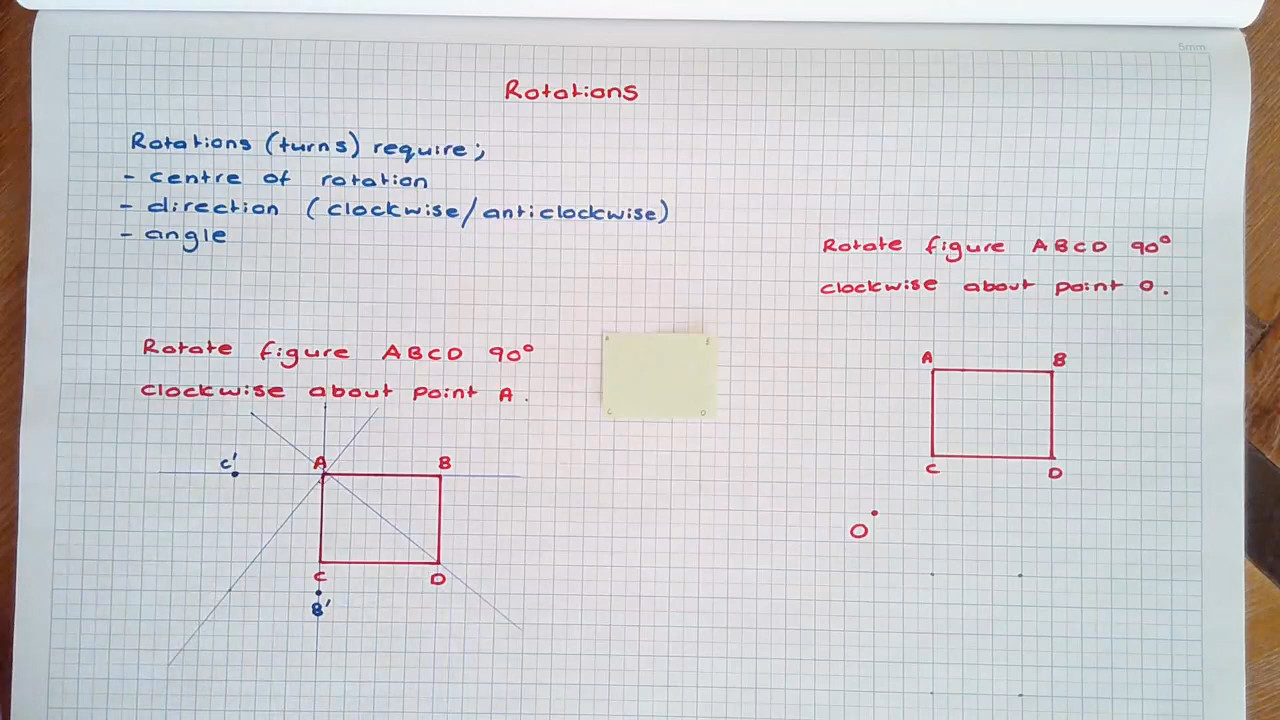 5mm
Rotations
Rotations (turns) require;
- centre of rotation
- direction (clockwise/anticlockwise)
- angle
Rotate figure ABCD 90°
clockwise about point O.
Rotate figure ABCD 90°
clockwise about point A.
A B
C D
A B
C D
O
C' A B
C D
B'